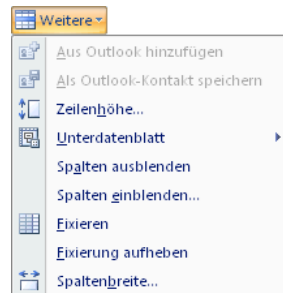 Weitere
Aus Outlook hinzufügen
Als Outlook-Kontakt speichern
Zeilenhöhe...
Unterdatenblatt
Spalten ausblenden
Spalten einblenden...
Fixieren
Fixierung aufheben
Spaltenbreite...